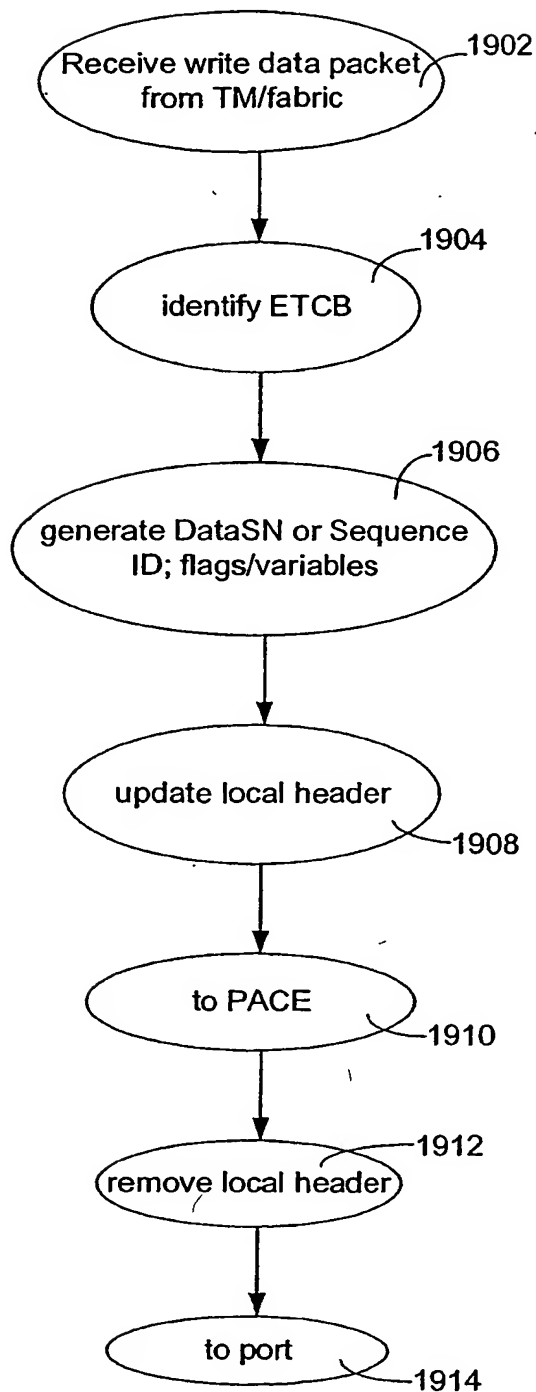 1902
Receive write data packet
from TM/fabric
1904
identify ETCB
1906
generate DataSN or Sequence
ID; flags/variables
update local header
1908
to PACE
1910
1912
remove local header
to port
1914